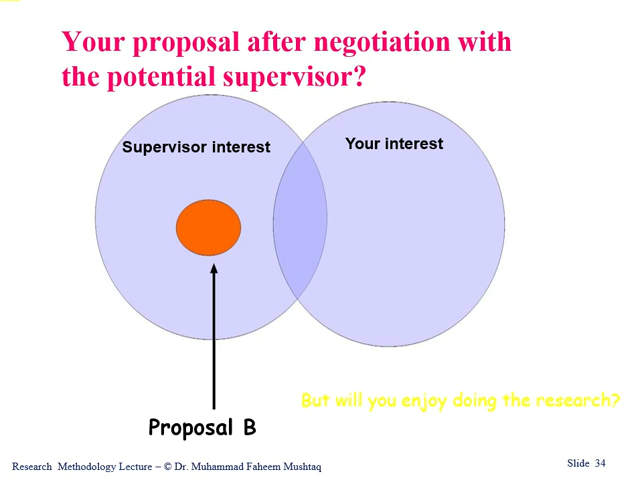 Your proposal after negotiation with
the potential supervisor?
Supervisor interest
Your interest
But will you enjoy doing the research?
Proposal B
Research Methodology Lecture – © Dr. Muhammad Faheem Mushtaq
Slide 34